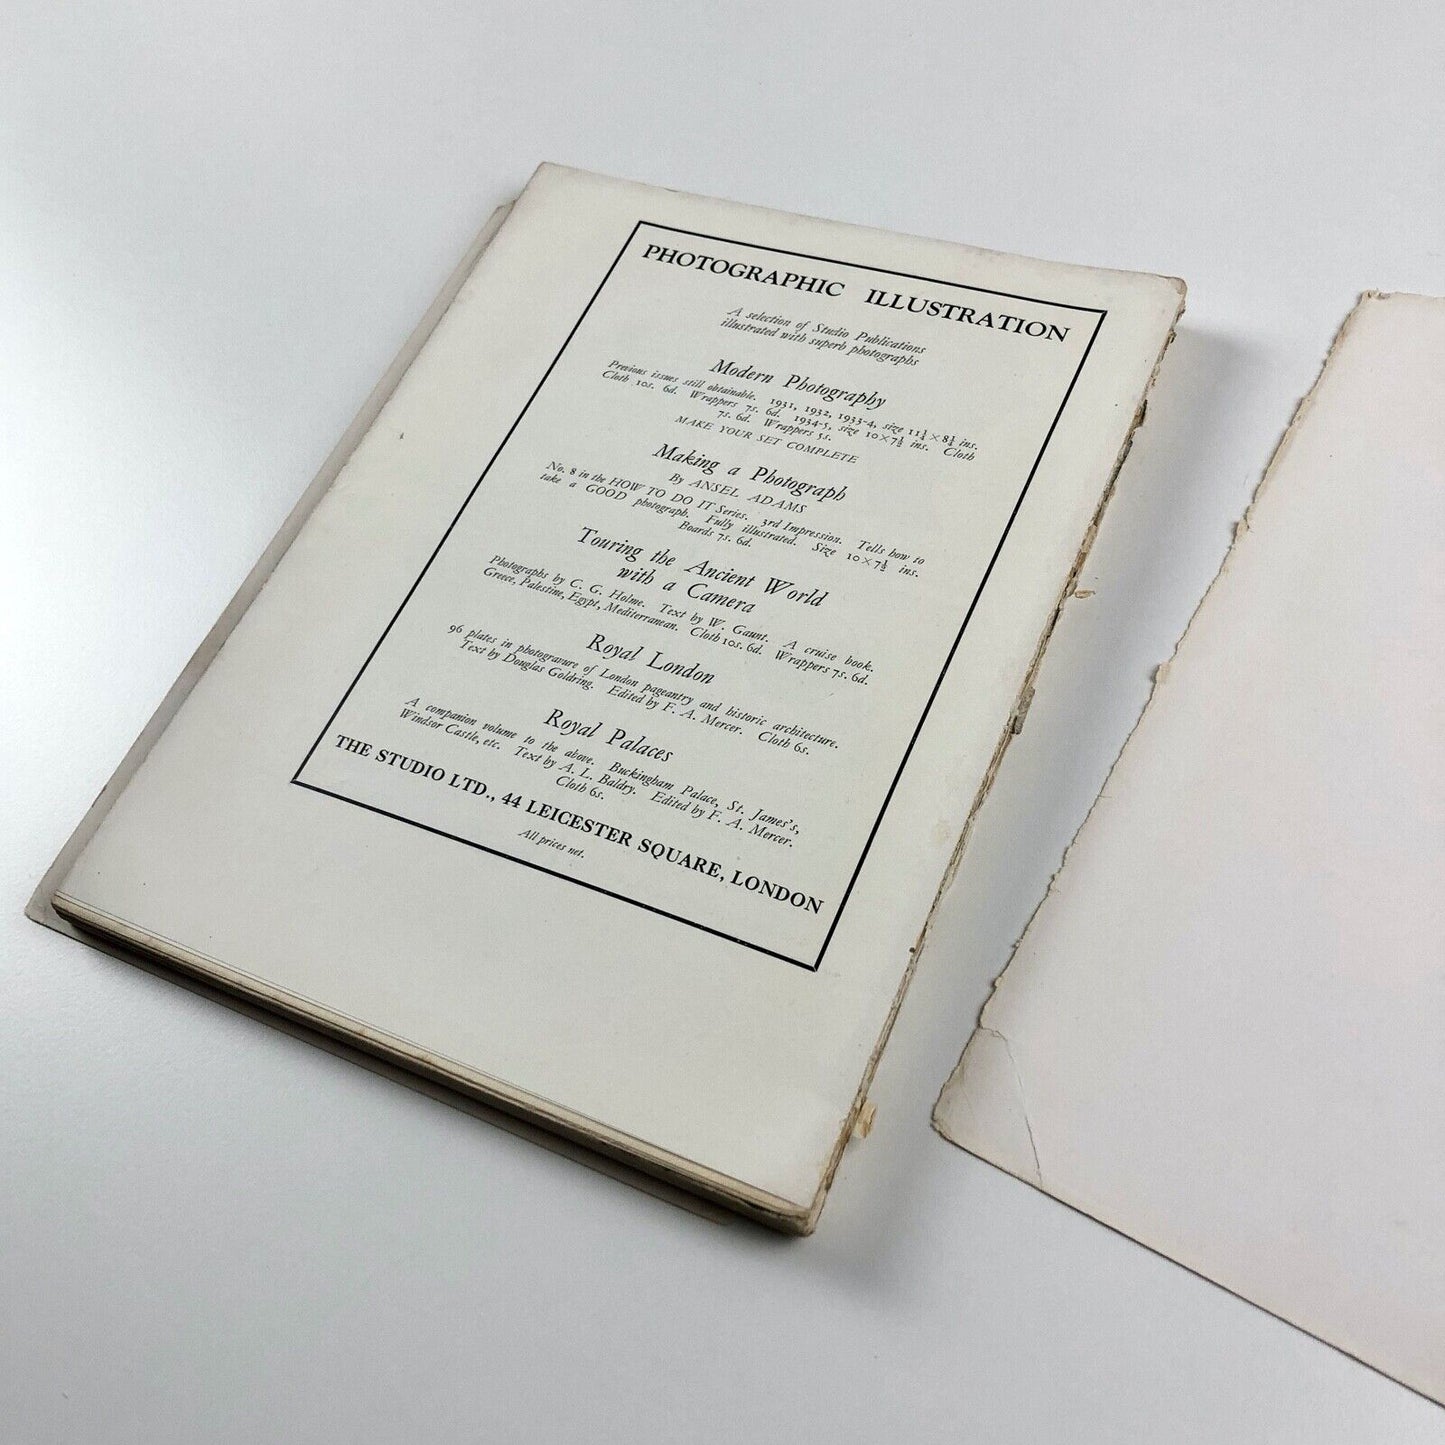 PHOTOGRAPHIC ILLUSTRATION
A selection of Studio Publications
illustrated with superb photographs
Modern Photography
Previous issues still obtainable. 1931, 1932, 1933-4, size 11¼ × 8¼ ins.
Cloth 10s. 6d. Wrappers 7s. 6d. 1934-5, size 10 × 7½ ins. Cloth
7s. 6d. Wrappers 5s.
MAKE YOUR SET COMPLETE
Making a Photograph
By ANSEL ADAMS
No. 8 in the HOW TO DO IT Series. 3rd Impression. Tells how to
take a GOOD photograph. Fully illustrated. Size 10 × 7½ ins.
Boards 7s. 6d.
Touring the Ancient World
with a Camera
Photographs by C. G. Holme. Text by W. Gaunt. A cruise book.
Greece, Palestine, Egypt, Mediterranean. Cloth 10s. 6d. Wrappers 7s. 6d.
Royal London
96 plates in photogravure of London pageantry and historic architecture.
Text by Douglas Goldring. Edited by F. A. Mercer. Cloth 6s.
Royal Palaces
A companion volume to the above. Buckingham Palace, St. James's,
Windsor Castle, etc. Text by A. L. Baldry. Edited by F. A. Mercer.
Cloth 6s.
THE STUDIO LTD., 44 LEICESTER SQUARE, LONDON
All prices net.